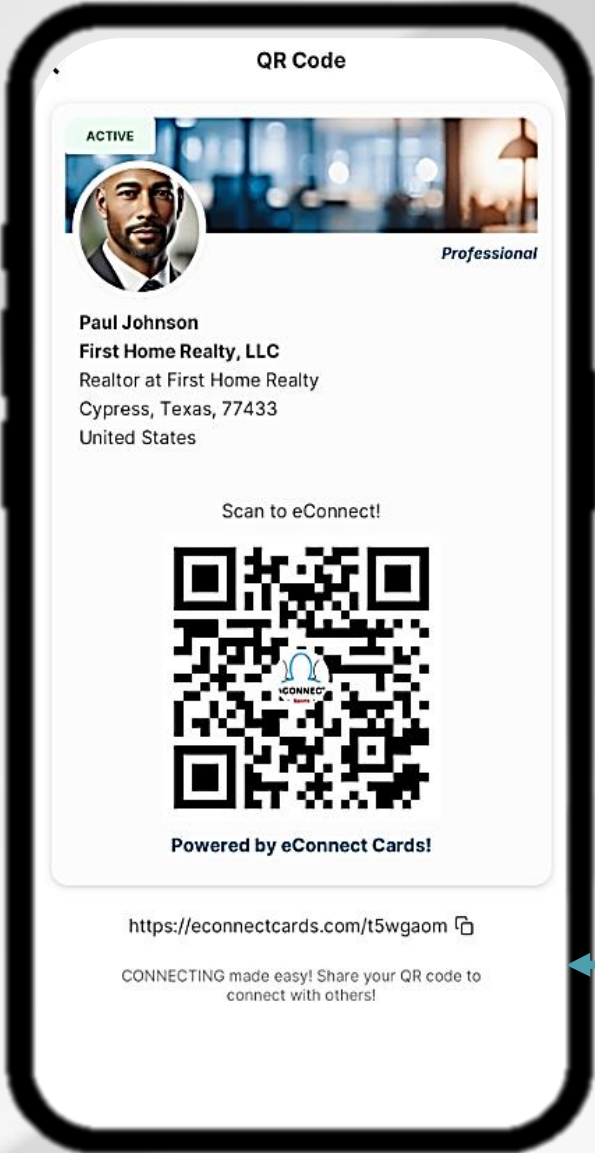 QR Code
ACTIVE
Professional
Paul Johnson
First Home Realty, LLC
Realtor at First Home Realty
Cypress, Texas, 77433
United States
Scan to eConnect!
Powered by eConnect Cards!
https://econnectcards.com/t5wgaom
CONNECTING made easy! Share your QR code to
connect with others!